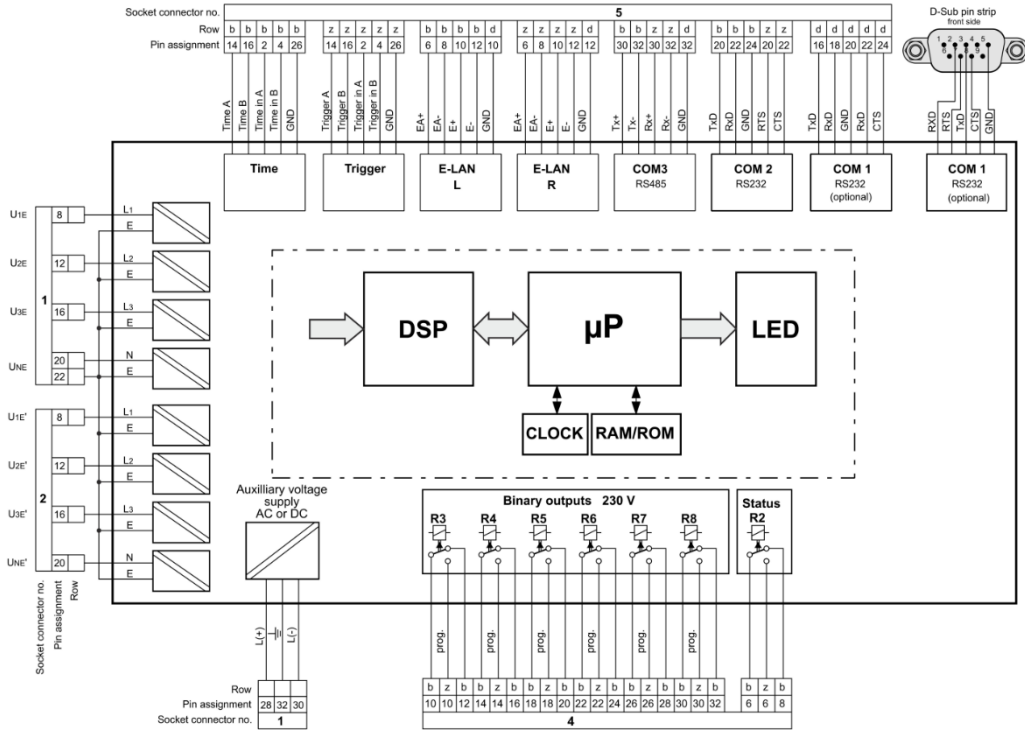 Socket connector no. 5
Row b b b b b z z z z z b b b b d z z z z d b b z z d b b b z z d d d d d
Pin assignment 14 16 2 4 26 14 16 2 4 26 6 8 10 12 10 6 8 10 12 12 30 32 30 32 32 20 22 24 20 22 16 18 20 22 24
D-Sub pin strip
front side
1 2 3 4 5
6 7 8 9
Time A Time B Time in A Time in B GND
Trigger A Trigger B Trigger in A Trigger in B GND
EA+ EA- E+ E- GND
EA+ EA- E+ E- GND
Tx+ Tx- Rx+ Rx- GND
TxD RxD GND RTS CTS
TxD RxD GND RxD CTS
RXD RTS TxD CTS GND
Time
Trigger
E-LAN
L
E-LAN
R
COM3
RS485
COM 2
RS232
COM 1
RS232
(optional)
COM 1
RS232
(optional)
U1E 8 L1
E
U2E 12 L2
E
1
U3E 16 L3
E
UNE 20 N
22 E
U1E' 8 L1
E
U2E' 12 L2
E
2
U3E' 16 L3
E
UNE' 20 N
E
Socket connector no.
Pin assignment
Row
DSP
µP
LED
CLOCK
RAM/ROM
Auxilliary voltage
supply
AC or DC
L(+) L(-)
Row
Pin assignment 28 32 30
Socket connector no. 1
Binary outputs 230 V
R3 R4 R5 R6 R7 R8
Status
R2
prog. prog. prog. prog. prog. prog.
b z b b z b b z b b z b b z b b z b b z b
10 10 12 14 14 16 18 18 20 22 22 24 26 26 28 30 30 32 6 6 8
4